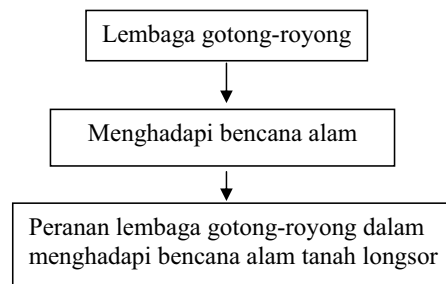 Lembaga gotong-royong
Menghadapi bencana alam
Peranan lembaga gotong-royong dalam
menghadapi bencana alam tanah longsor